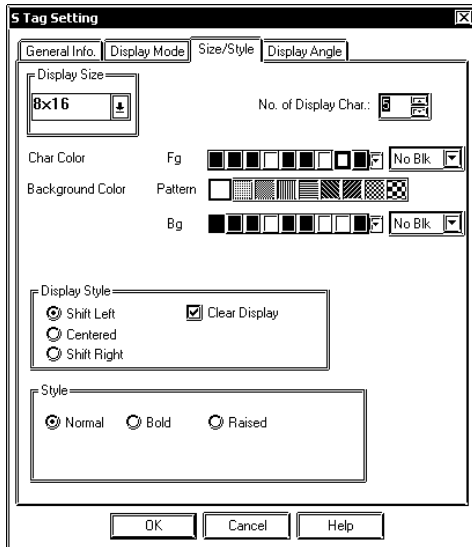 S Tag Setting
General Info. Display Mode Size/Style Display Angle
Display Size
8×16
No. of Display Char.: 5
Char Color Fg No Blk
Background Color Pattern
Bg No Blk
Display Style
Shift Left Clear Display
Centered
Shift Right
Style
Normal Bold Raised
OK Cancel Help